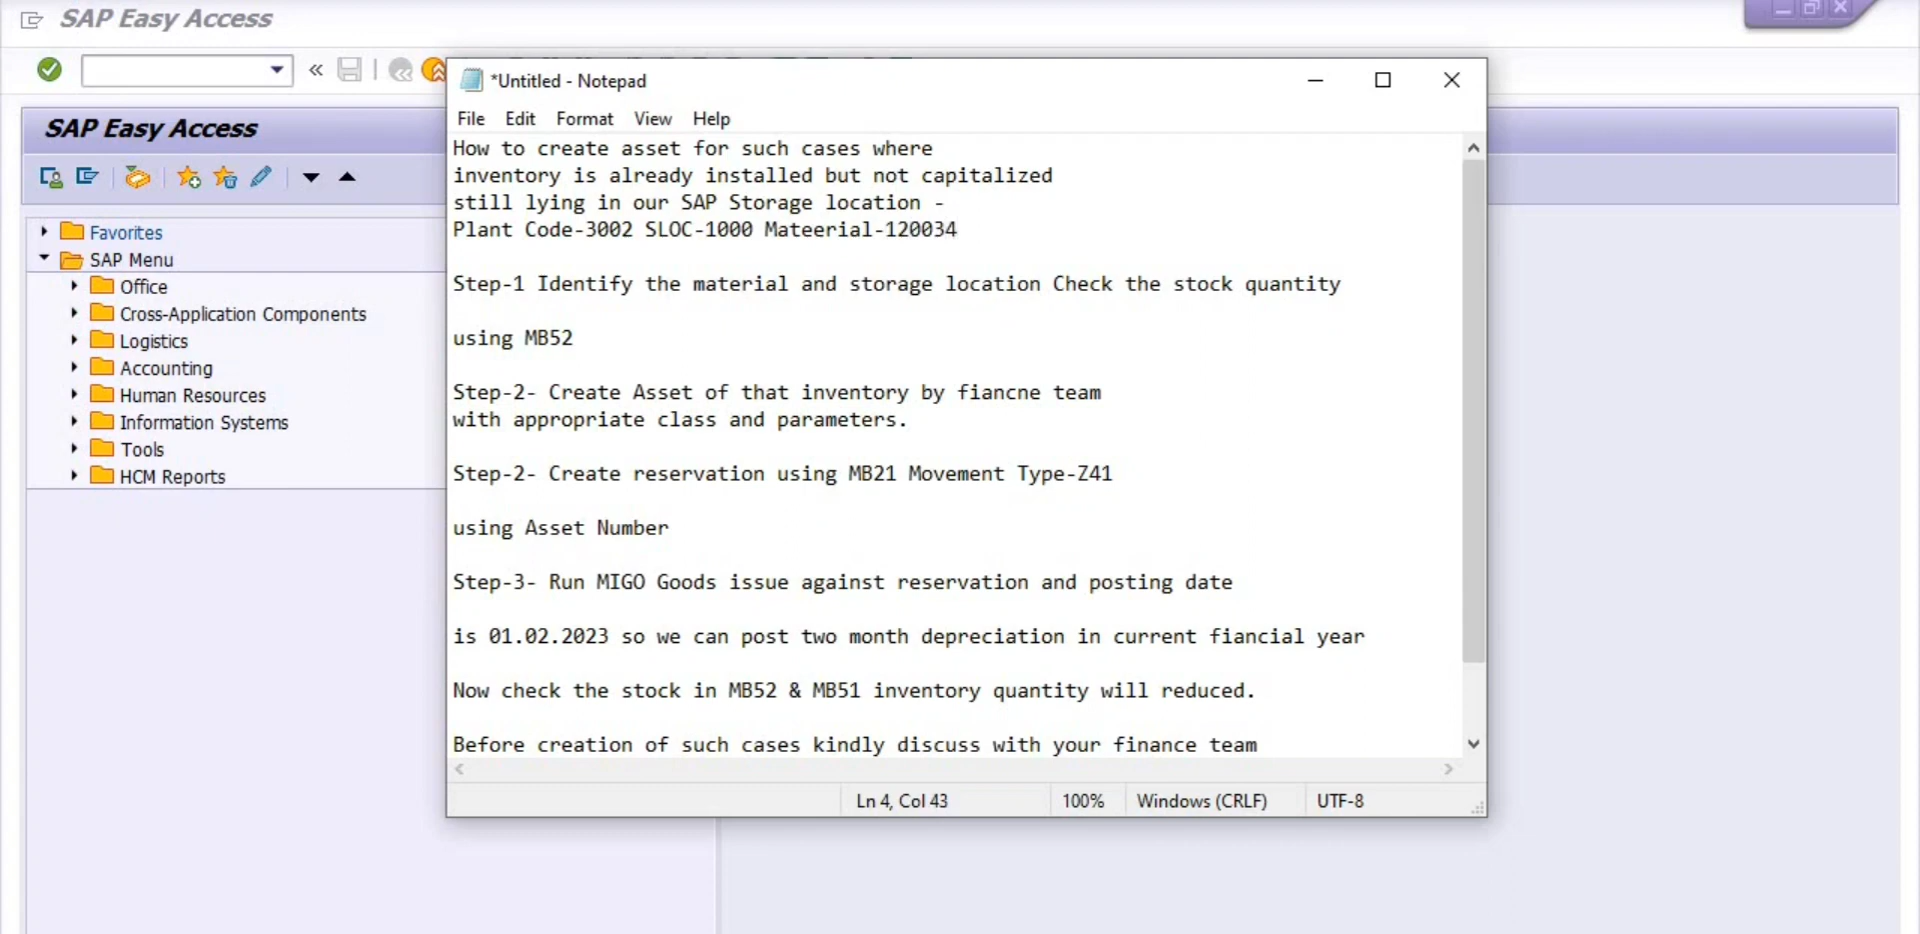 SAP Easy Access
*Untitled - Notepad
File Edit Format View Help
SAP Easy Access
Favorites
SAP Menu
Office
Cross-Application Components
Logistics
Accounting
Human Resources
Information Systems
Tools
HCM Reports
How to create asset for such cases where
inventory is already installed but not capitalized
still lying in our SAP Storage location -
Plant Code-3002 SLOC-1000 Mateerial-120034
Step-1 Identify the material and storage location Check the stock quantity
using MB52
Step-2- Create Asset of that inventory by fiancne team
with appropriate class and parameters.
Step-2- Create reservation using MB21 Movement Type-Z41
using Asset Number
Step-3- Run MIGO Goods issue against reservation and posting date
is 01.02.2023 so we can post two month depreciation in current fiancial year
Now check the stock in MB52 & MB51 inventory quantity will reduced.
Before creation of such cases kindly discuss with your finance team
Ln 4, Col 43 100% Windows (CRLF) UTF-8